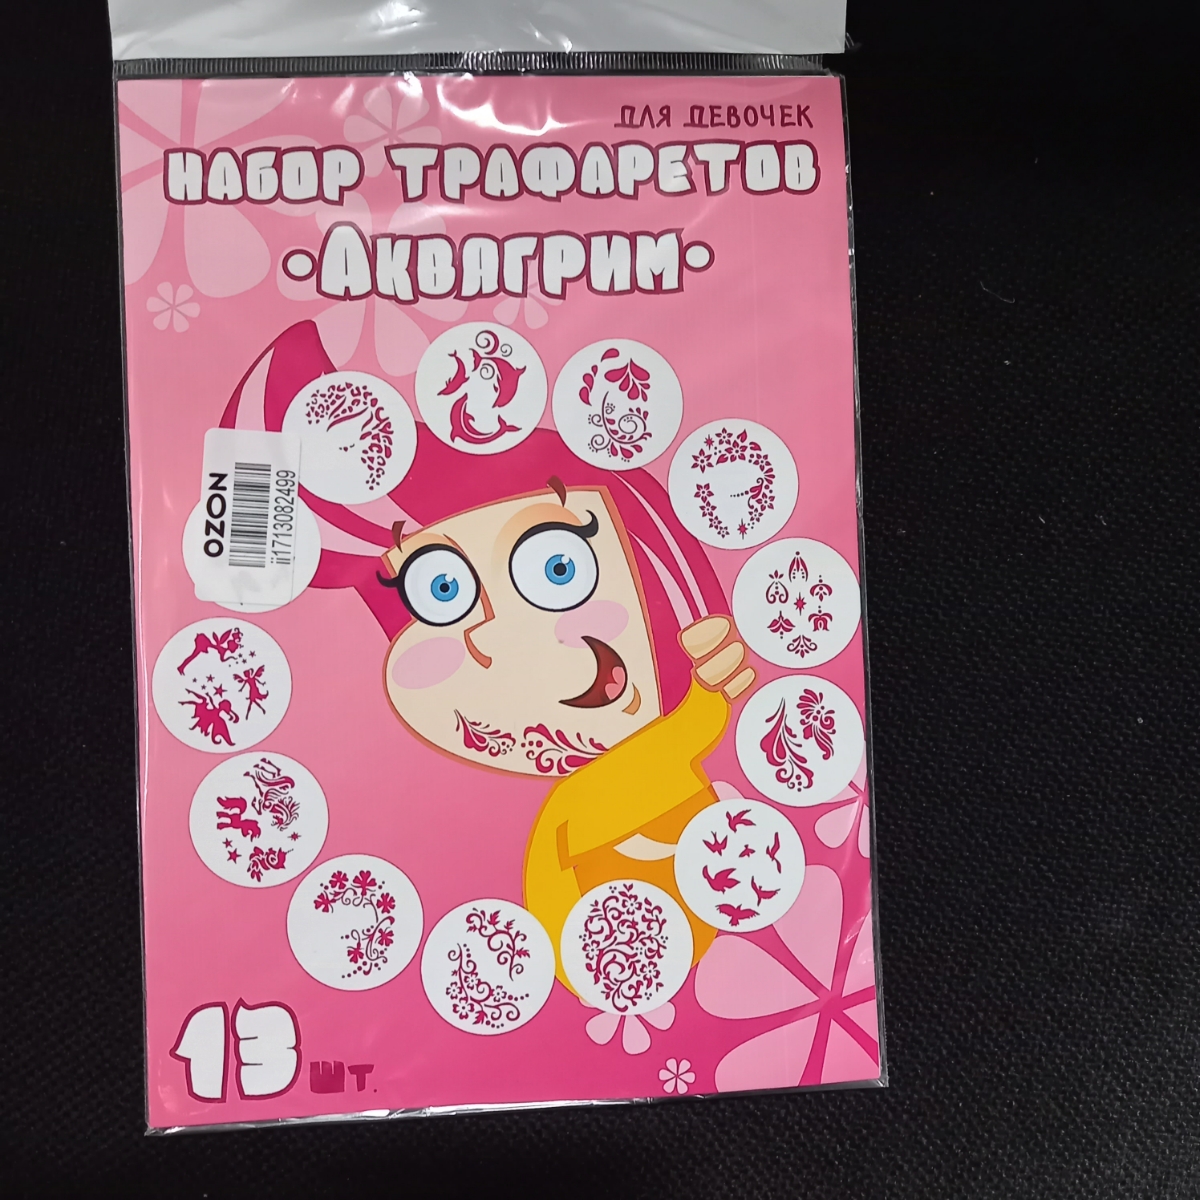 ДЛЯ ДЕВОЧЕК
НАБОР ТРАФАРЕТОВ
•АКВАГРИМ•
OZON
ii1713082499
13 шт.